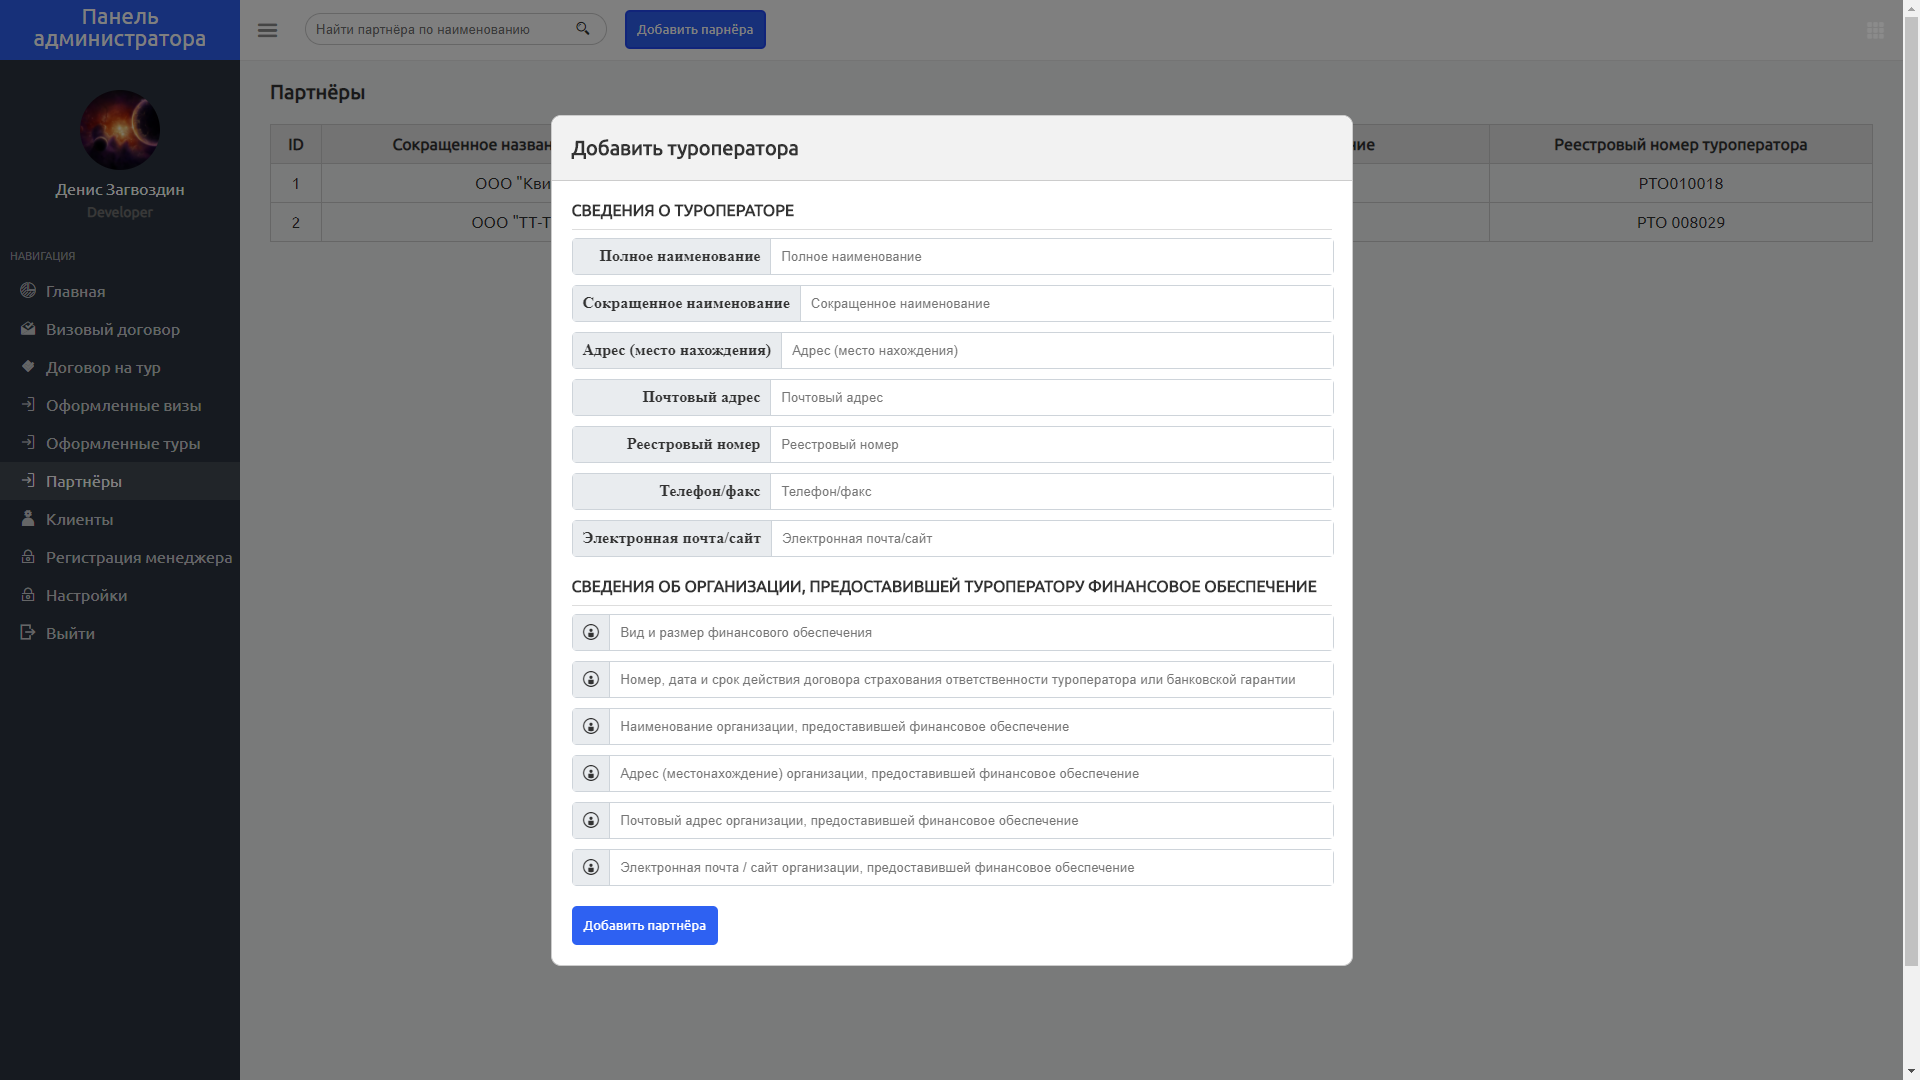 Панель
администратора
Найти партнёра по наименованию
Добавить парнёра
Денис Загвоздин
Developer
НАВИГАЦИЯ
Главная
Визовый договор
Договор на тур
Оформленные визы
Оформленные туры
Партнёры
Клиенты
Регистрация менеджера
Настройки
Выйти
Партнёры
ID
Реестровый номер туроператора
1
РТО010018
2
РТО 008029
Сокращенное
ООО
ООО
Добавить туроператора
СВЕДЕНИЯ О ТУРОПЕРАТОРЕ
Полное наименование Полное наименование
Сокращенное наименование Сокращенное наименование
Адрес (место нахождения) Адрес (место нахождения)
Почтовый адрес Почтовый адрес
Реестровый номер Реестровый номер
Телефон/факс Телефон/факс
Электронная почта/сайт Электронная почта/сайт
СВЕДЕНИЯ ОБ ОРГАНИЗАЦИИ, ПРЕДОСТАВИВШЕЙ ТУРОПЕРАТОРУ ФИНАНСОВОЕ ОБЕСПЕЧЕНИЕ
Вид и размер финансового обеспечения
Номер, дата и срок действия договора страхования ответственности туроператора или банковской гарантии
Наименование организации, предоставившей финансовое обеспечение
Адрес (местонахождение) организации, предоставившей финансовое обеспечение
Почтовый адрес организации, предоставившей финансовое обеспечение
Электронная почта / сайт организации, предоставившей финансовое обеспечение
Добавить партнёра